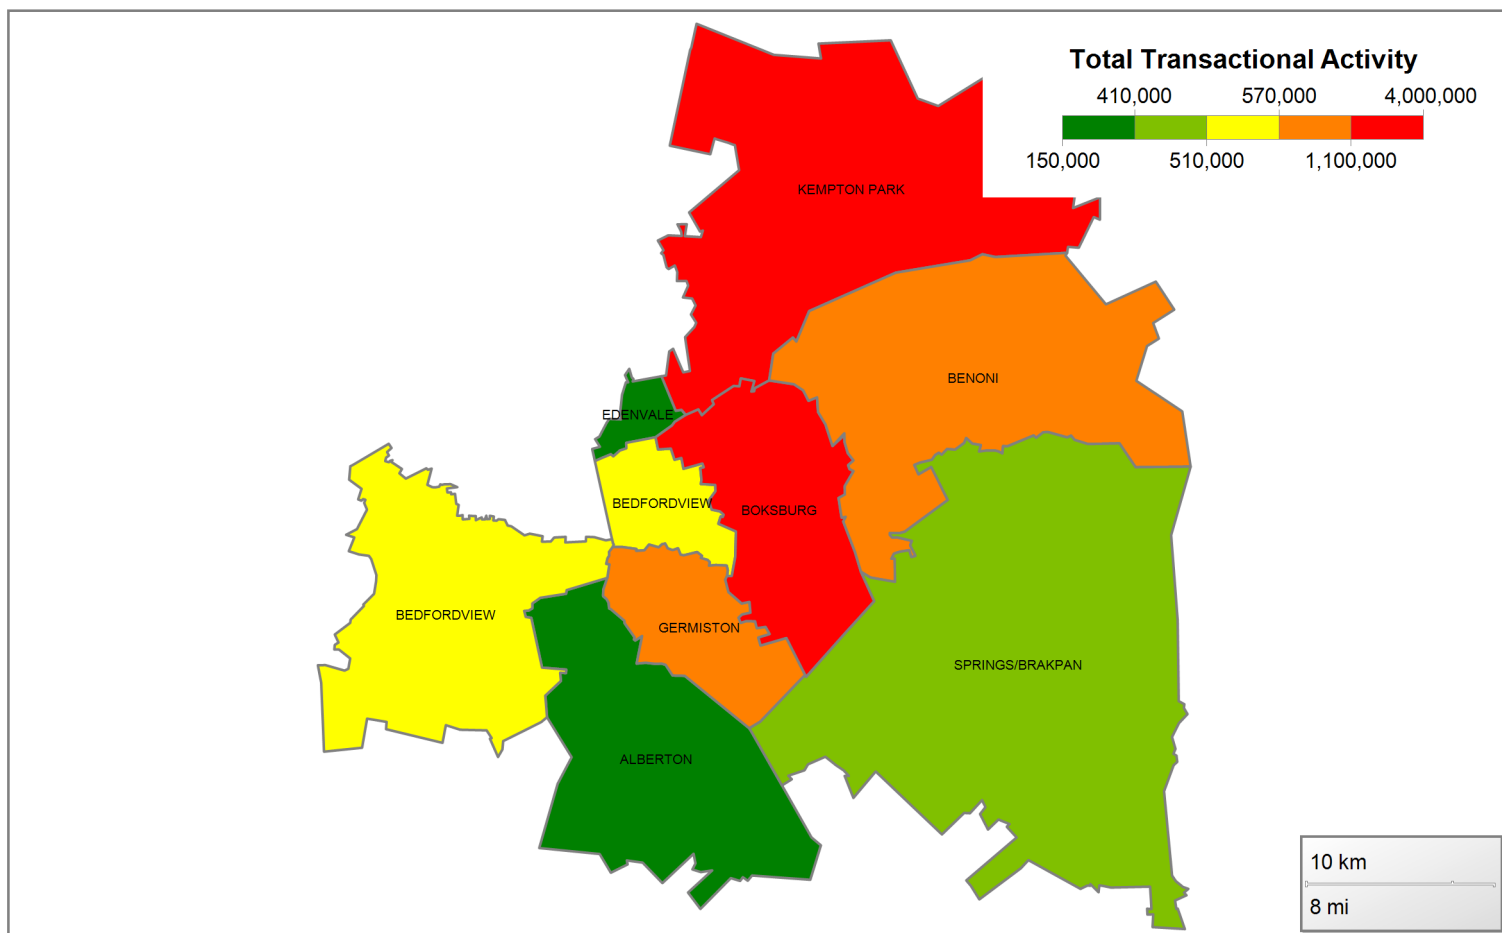 Total Transactional Activity
410,000 570,000 4,000,000
150,000 510,000 1,100,000
KEMPTON PARK
BENONI
EDENVALE
BEDFORDVIEW
BOKSBURG
BEDFORDVIEW
GERMISTON
SPRINGS/BRAKPAN
ALBERTON
10 km
8 mi